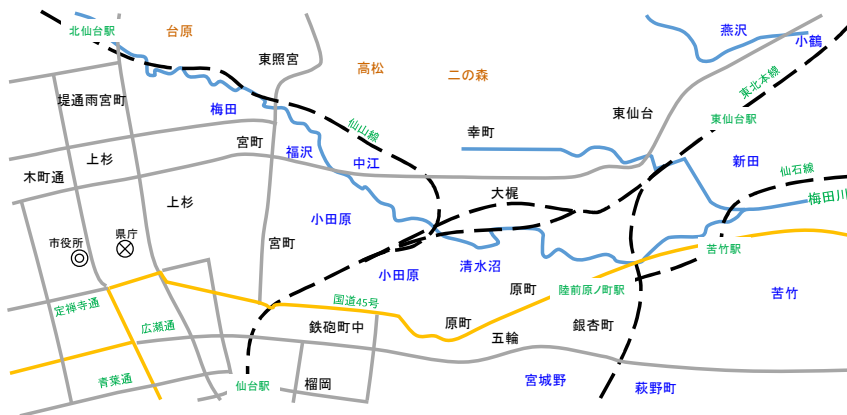 北仙台駅
台原
燕沢
小鶴
東照宮
高松
二の森
東北本線
堤通雨宮町
梅田
東仙台
東仙台駅
仙山線
幸町
宮町
福沢
中江
上杉
新田
仙石線
木町通
上杉
大梶
梅田川
小田原
市役所
県庁
宮町
清水沼
小田原
苦竹駅
陸前原ノ町駅
苦竹
定禅寺通
国道45号
原町
広瀬通
鉄砲町中
原町
五輪
銀杏町
青葉通
仙台駅
榴岡
宮城野
萩野町